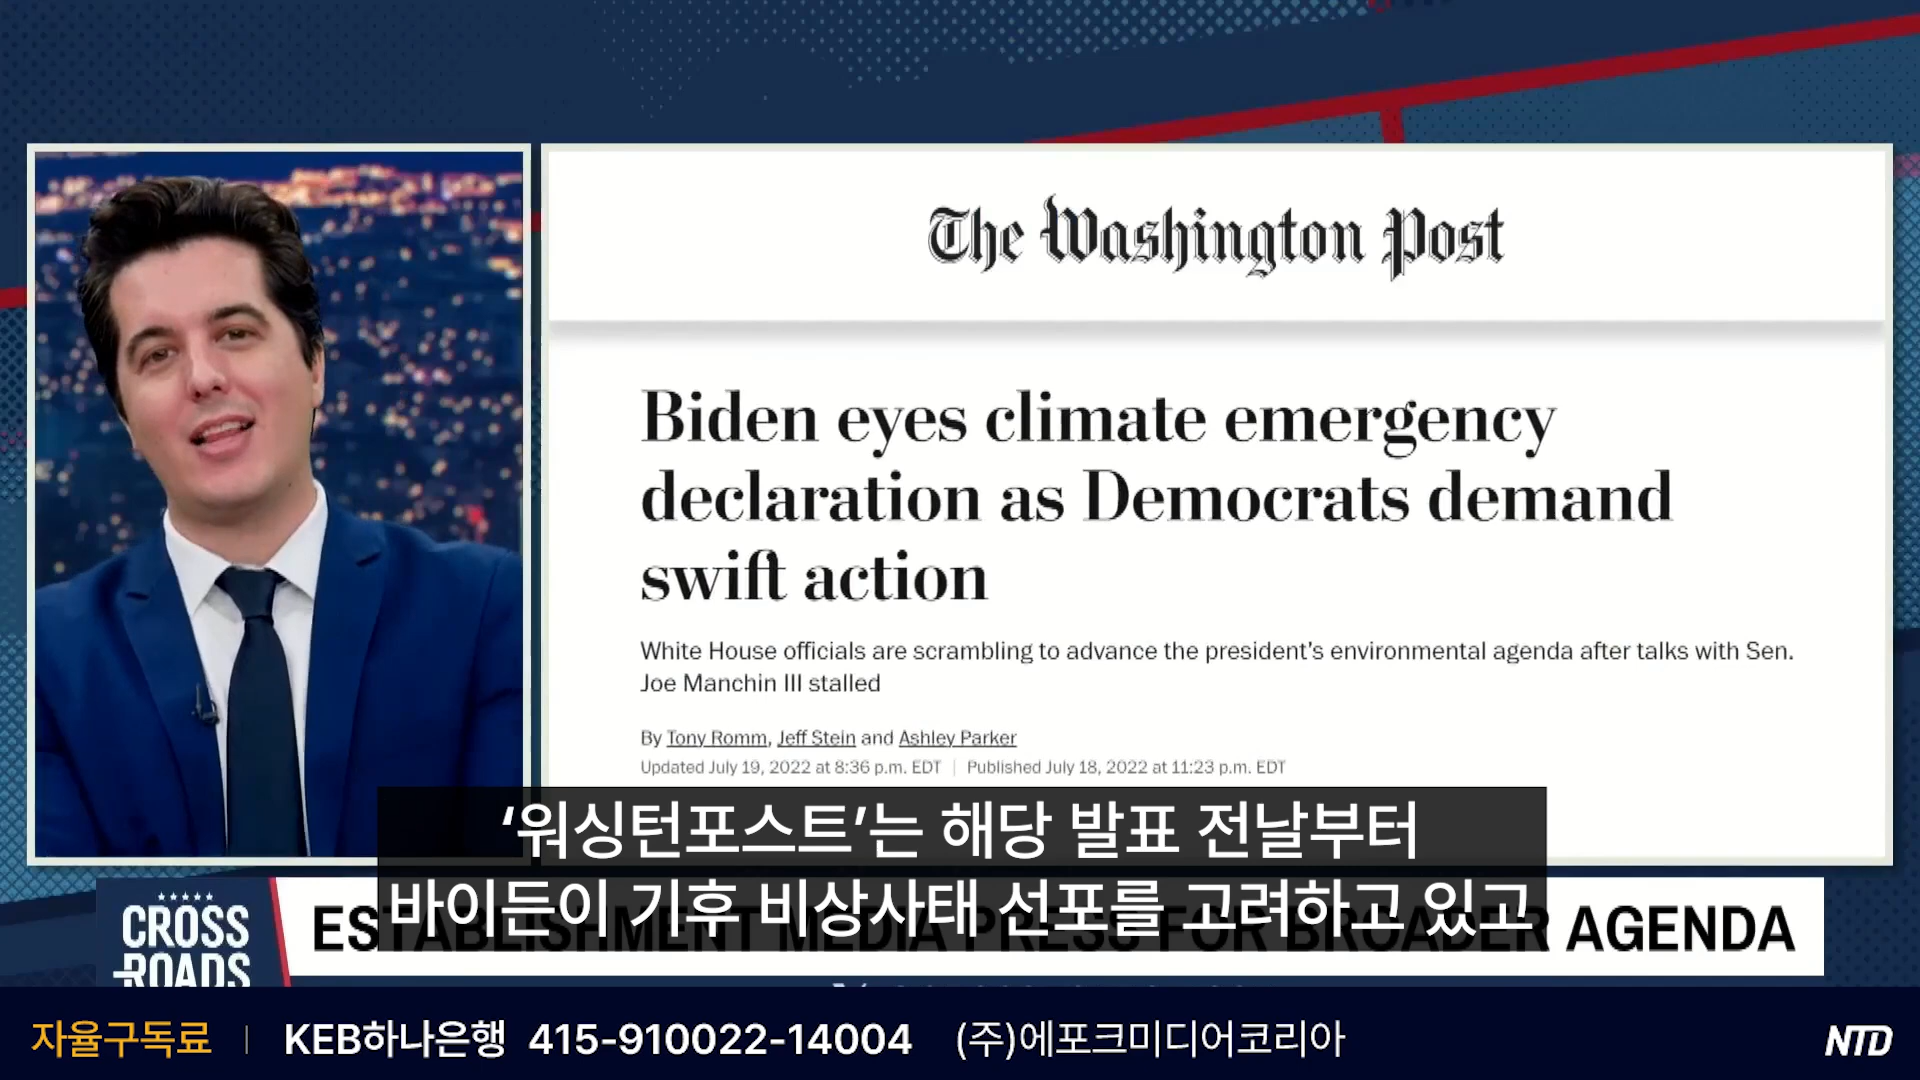 The Washington Post
Biden eyes climate emergency
declaration as Democrats demand
swift action
White House officials are scrambling to advance the president's environmental agenda after talks with Sen.
Joe Manchin III stalled
By Tony Romm, Jeff Stein and Ashley Parker
Updated July 19, 2022 at 8:36 p.m. EDT | Published July 18, 2022 at 11:23 p.m. EDT
‘워싱턴포스트’는 해당 발표 전날부터
바이든이 기후 비상사태 선포를 고려하고 있고
CROSS
ROADS
ESTABLISHMENT MEDIA PRESS FOR BROADER AGENDA
자율구독료 | KEB하나은행 415-910022-14004 (주)에포크미디어코리아
NTD